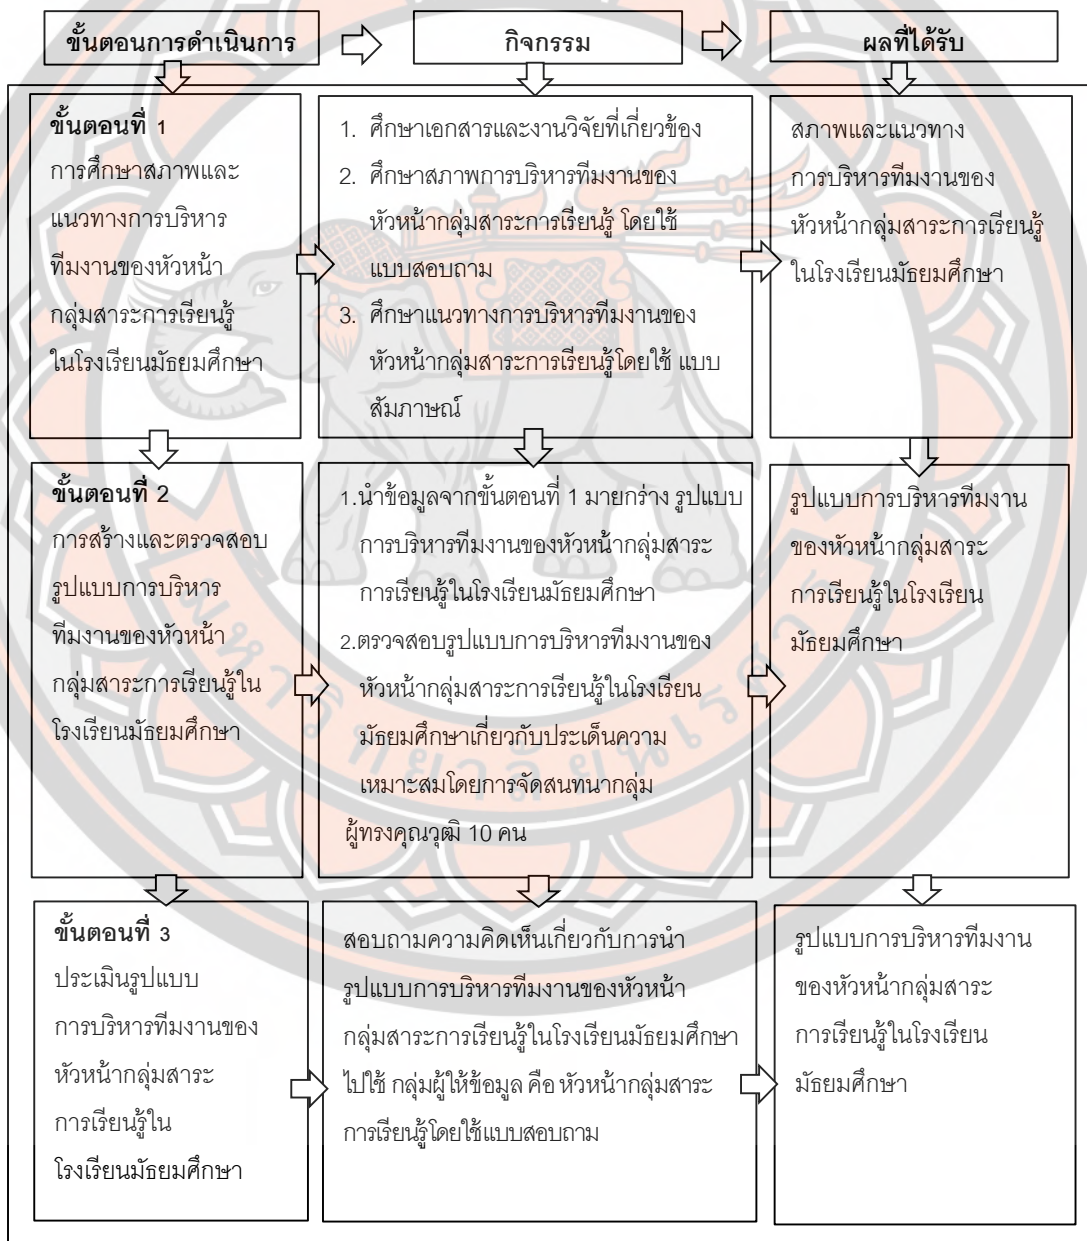 ขั้นตอนการดำเนินการ
กิจกรรม
ผลที่ได้รับ
ขั้นตอนที่ 1
การศึกษาสภาพและ
แนวทางการบริหาร
ทีมงานของหัวหน้า
กลุ่มสาระการเรียนรู้
ในโรงเรียนมัธยมศึกษา
1. ศึกษาเอกสารและงานวิจัยที่เกี่ยวข้อง
2. ศึกษาสภาพการบริหารทีมงานของ
หัวหน้ากลุ่มสาระการเรียนรู้ โดยใช้
แบบสอบถาม
3. ศึกษาแนวทางการบริหารทีมงานของ
หัวหน้ากลุ่มสาระการเรียนรู้โดยใช้ แบบ
สัมภาษณ์
สภาพและแนวทาง
การบริหารทีมงานของ
หัวหน้ากลุ่มสาระการเรียนรู้
ในโรงเรียนมัธยมศึกษา
ขั้นตอนที่ 2
การสร้างและตรวจสอบ
รูปแบบการบริหาร
ทีมงานของหัวหน้า
กลุ่มสาระการเรียนรู้ใน
โรงเรียนมัธยมศึกษา
1.นำข้อมูลจากขั้นตอนที่ 1 มายกร่าง รูปแบบ
การบริหารทีมงานของหัวหน้ากลุ่มสาระ
การเรียนรู้ในโรงเรียนมัธยมศึกษา
2.ตรวจสอบรูปแบบการบริหารทีมงานของ
หัวหน้ากลุ่มสาระการเรียนรู้ในโรงเรียน
มัธยมศึกษาเกี่ยวกับประเด็นความ
เหมาะสมโดยการจัดสนทนากลุ่ม
ผู้ทรงคุณวุฒิ 10 คน
รูปแบบการบริหารทีมงาน
ของหัวหน้ากลุ่มสาระ
การเรียนรู้ในโรงเรียน
มัธยมศึกษา
ขั้นตอนที่ 3
ประเมินรูปแบบ
การบริหารทีมงานของ
หัวหน้ากลุ่มสาระ
การเรียนรู้ใน
โรงเรียนมัธยมศึกษา
สอบถามความคิดเห็นเกี่ยวกับการนำ
รูปแบบการบริหารทีมงานของหัวหน้า
กลุ่มสาระการเรียนรู้ในโรงเรียนมัธยมศึกษา
ไปใช้ กลุ่มผู้ให้ข้อมูล คือ หัวหน้ากลุ่มสาระ
การเรียนรู้โดยใช้แบบสอบถาม
รูปแบบการบริหารทีมงาน
ของหัวหน้ากลุ่มสาระ
การเรียนรู้ในโรงเรียน
มัธยมศึกษา
มหาวิทยาลัยนเรศวร